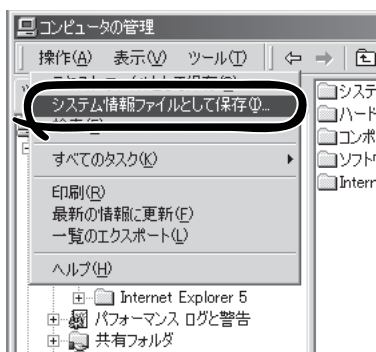 コンピュータの管理
操作(A) 表示(V) ツール(T)
システム情報ファイルとして保存(I)...
すべてのタスク(K)
印刷(R)
最新の情報に更新(F)
一覧のエクスポート(L)
ヘルプ(H)
Internet Explorer 5
パフォーマンス ログと警告
共有フォルダ
システ
ハード
コンポ
ソフト
Intern